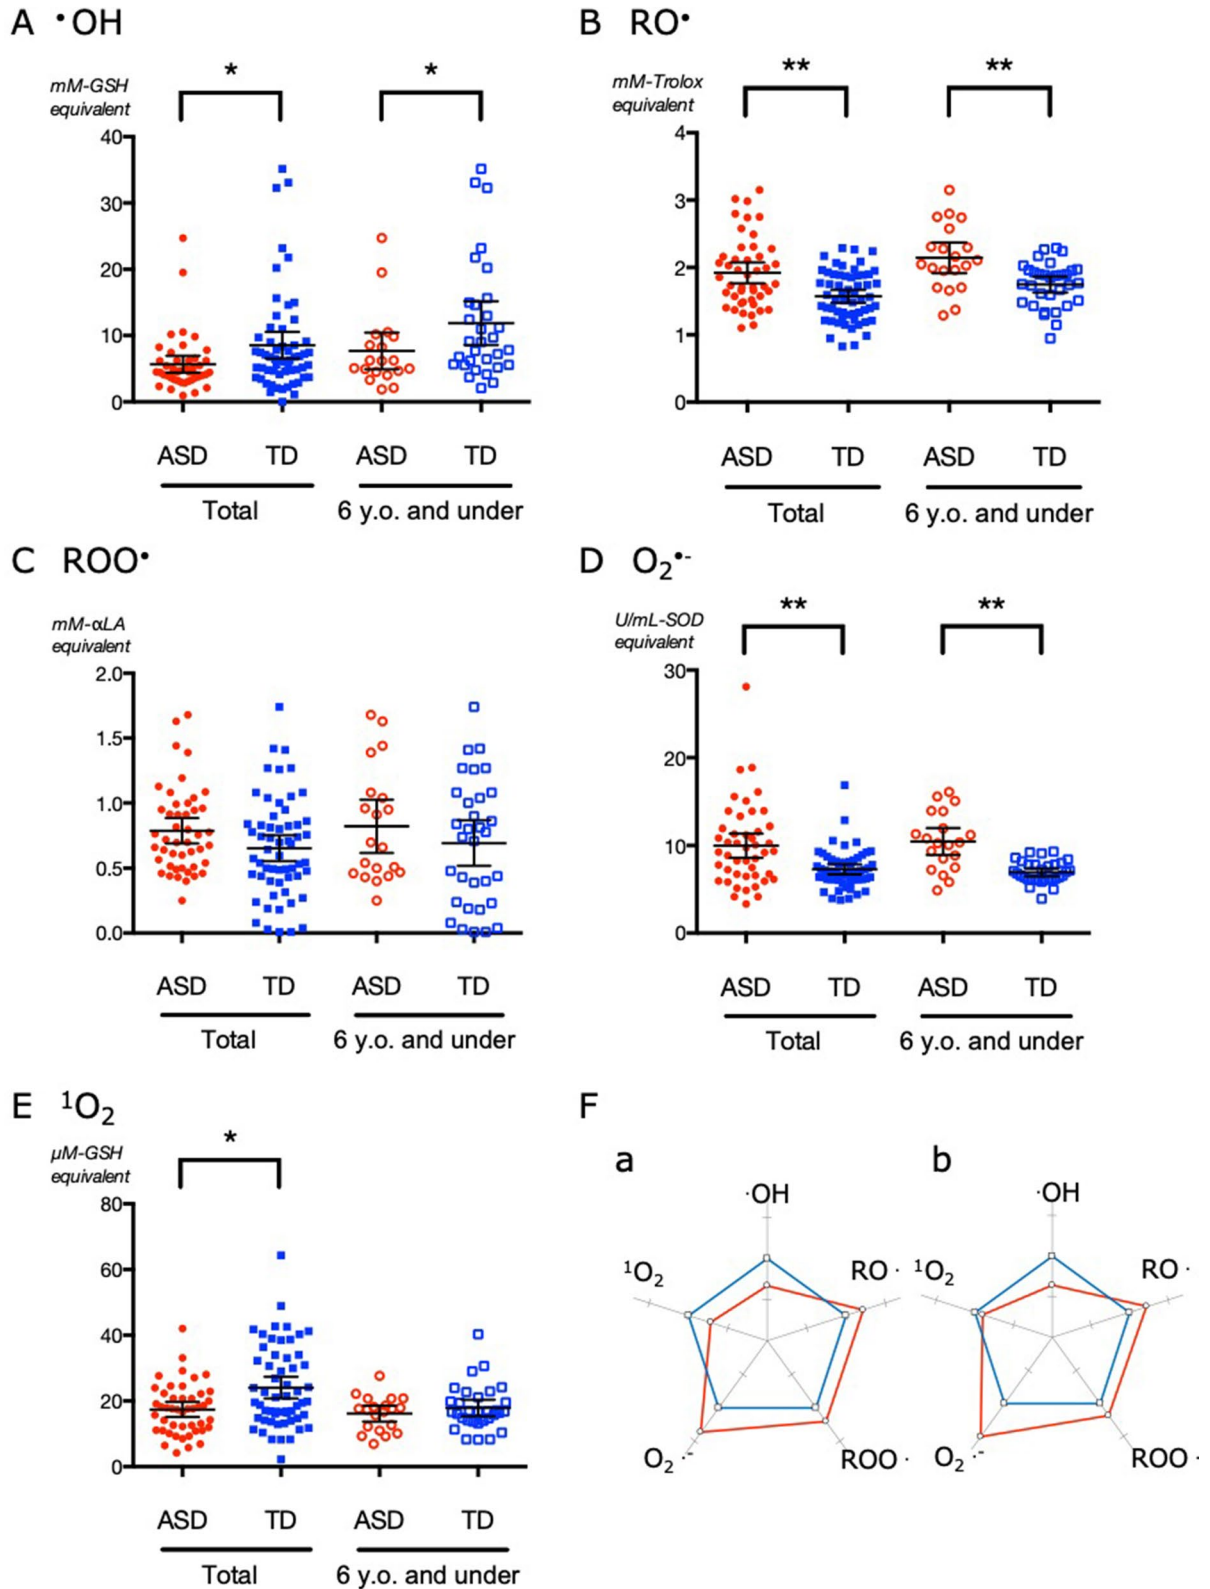 A •OH
*
*
mM-GSH
equivalent
40
30
20
10
0
ASD TD ASD TD
Total 6 y.o. and under
B RO•
**
**
mM-Trolox
equivalent
4
3
2
1
0
ASD TD ASD TD
Total 6 y.o. and under
C ROO•
mM-αLA
equivalent
2.0
1.5
1.0
0.5
0.0
ASD TD ASD TD
Total 6 y.o. and under
D O₂•-
**
**
U/mL-SOD
equivalent
30
20
10
0
ASD TD ASD TD
Total 6 y.o. and under
E ¹O₂
*
µM-GSH
equivalent
80
60
40
20
0
ASD TD ASD TD
Total 6 y.o. and under
F
a
·OH
¹O₂ RO·
O₂·- ROO·
b
·OH
¹O₂ RO·
O₂·- ROO·